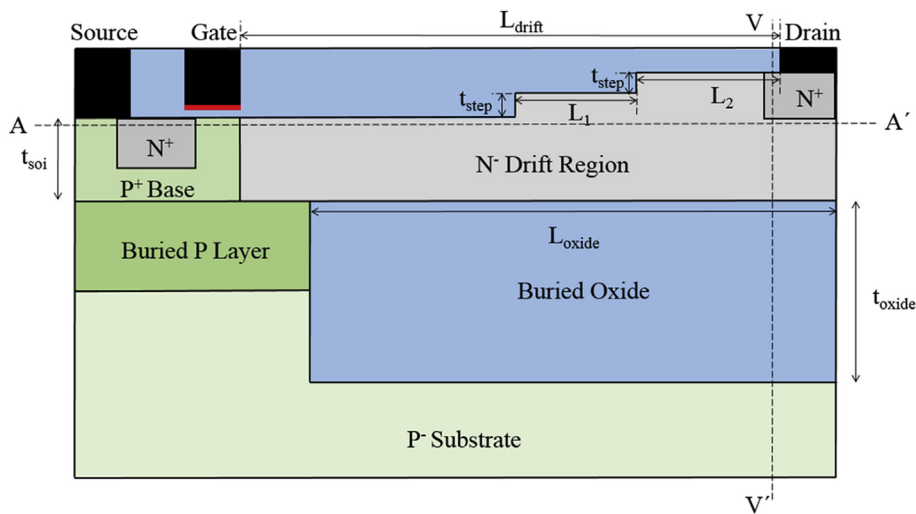 L_drift
Source
Gate
V
Drain
t_step
t_step
L_2
N⁺
L_1
A
A´
t_soi
N⁺
N⁻ Drift Region
P⁺ Base
L_oxide
Buried P Layer
Buried Oxide
t_oxide
P⁻ Substrate
V´